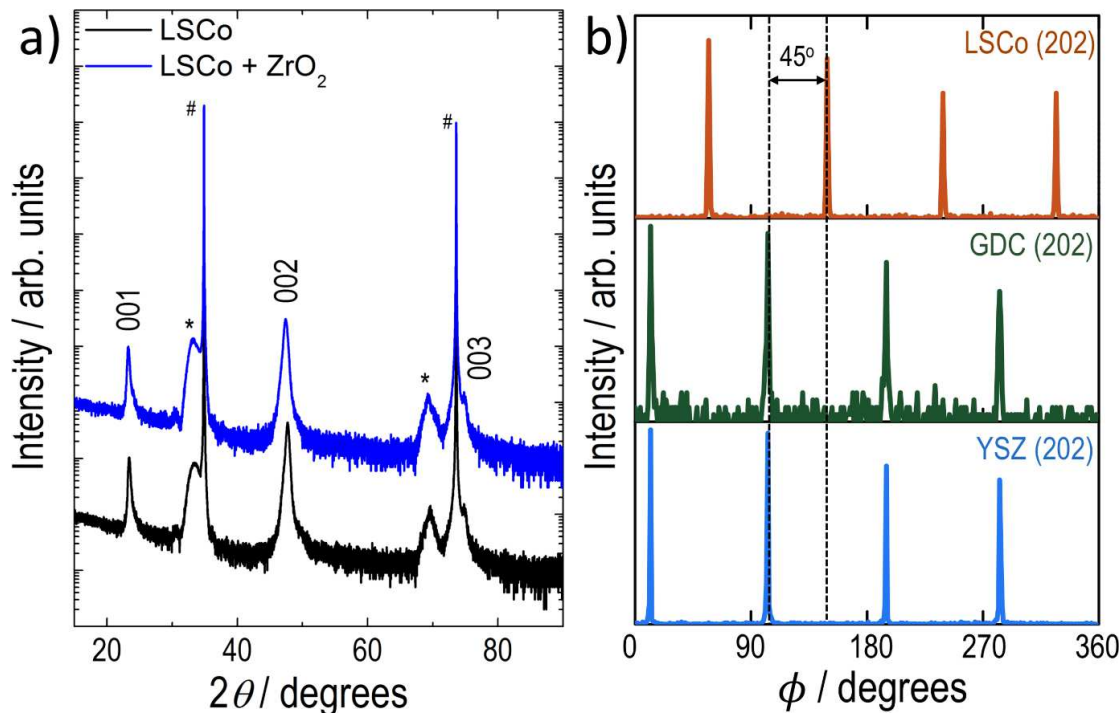 a)
LSCo
LSCo + ZrO₂
#
#
001
*
002
*
003
Intensity / arb. units
20 40 60 80
2θ / degrees
b)
LSCo (202)
45º
GDC (202)
YSZ (202)
Intensity / arb. units
0 90 180 270 360
ϕ / degrees